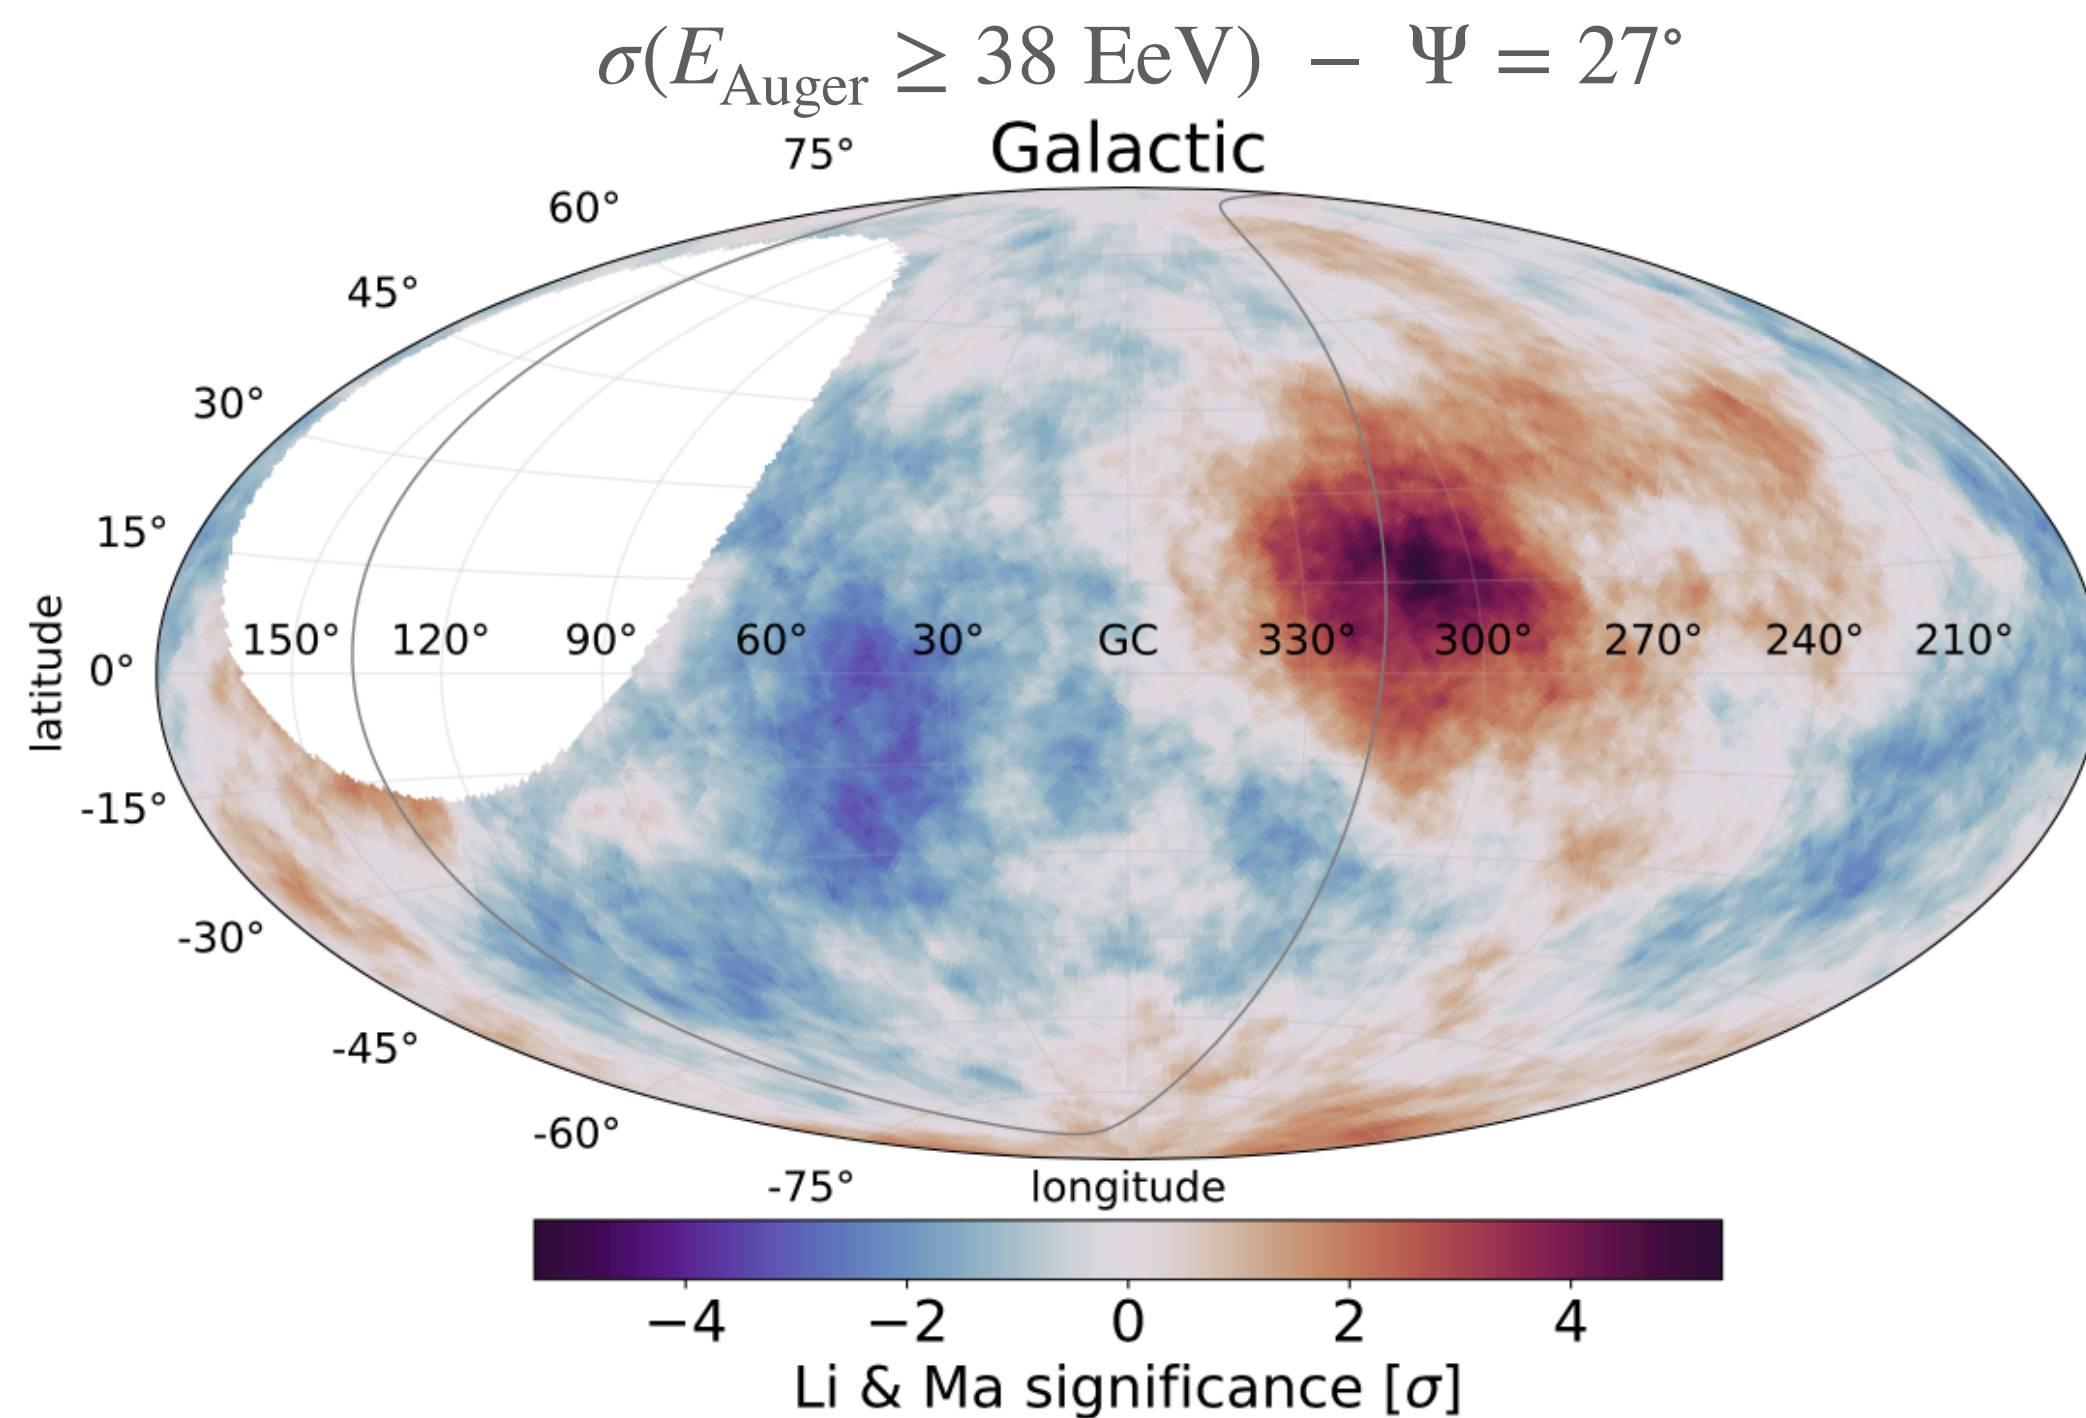 σ(E_Auger ≥ 38 EeV) – Ψ = 27°
Galactic
75°
60°
45°
30°
15°
0°
-15°
-30°
-45°
-60°
-75°
latitude
150° 120° 90° 60° 30° GC 330° 300° 270° 240° 210°
longitude
−4 −2 0 2 4
Li & Ma significance [σ]